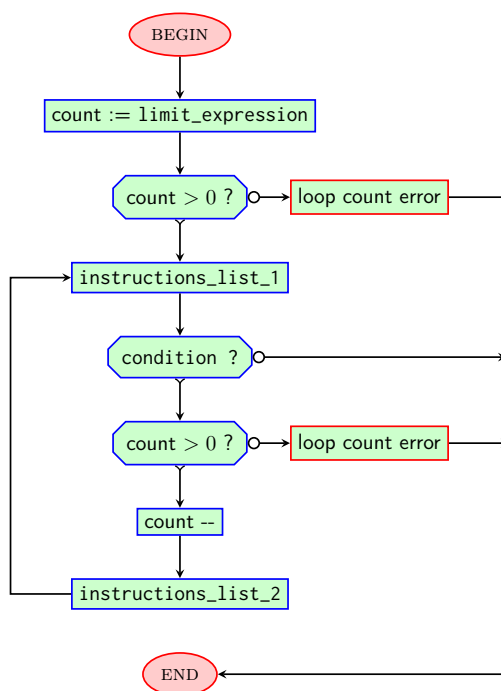 BEGIN
count := limit_expression
count > 0 ?
loop count error
instructions_list_1
condition ?
count > 0 ?
loop count error
count --
instructions_list_2
END